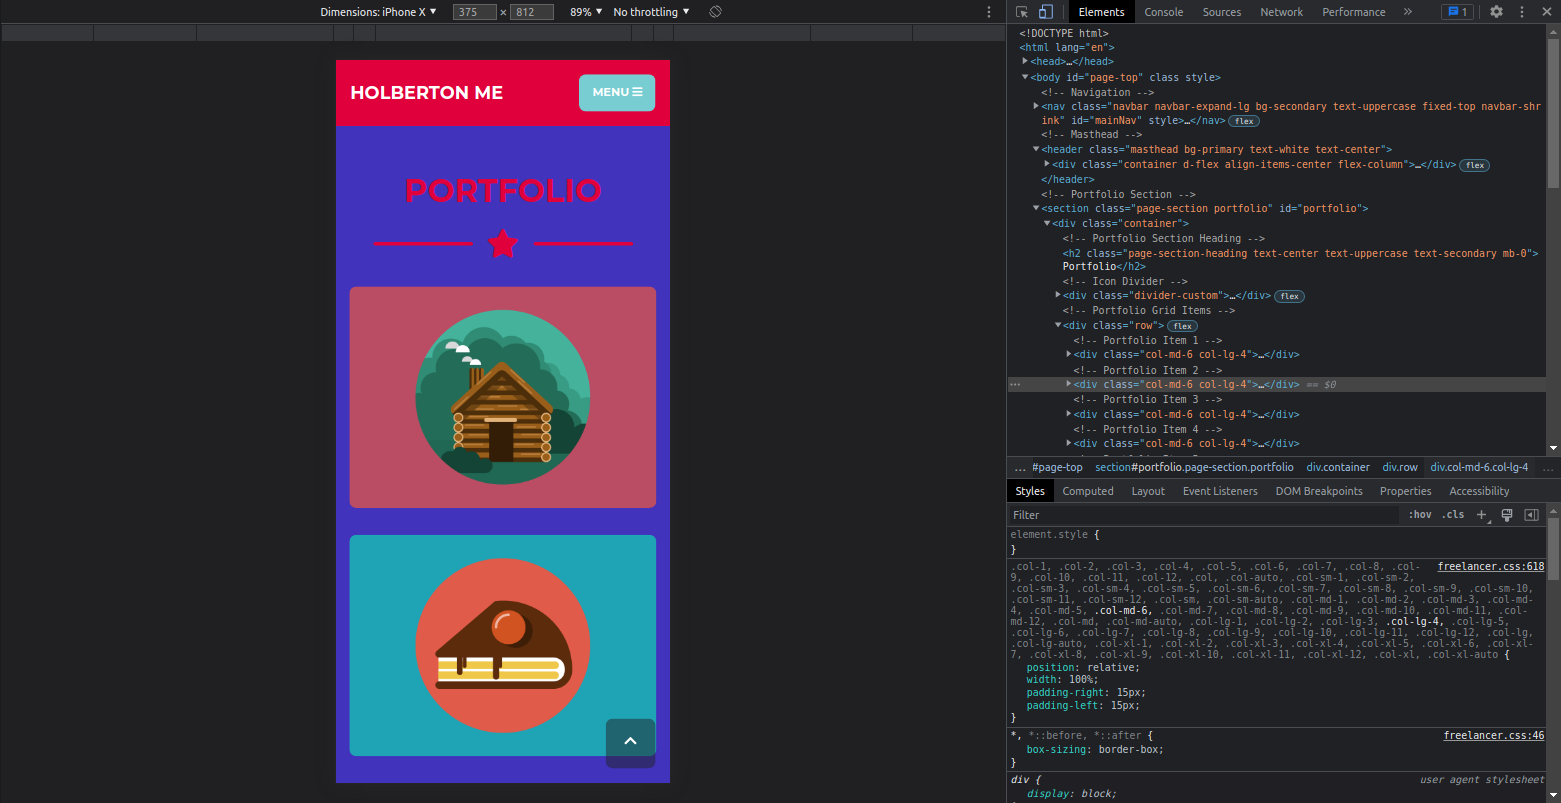 Dimensions: iPhone X ▼ 375 × 812 89% ▼ No throttling ▼
Elements Console Sources Network Performance » 1
HOLBERTON ME
MENU
PORTFOLIO
<!DOCTYPE html>
<html lang="en">
<head>…</head>
<body id="page-top" class style>
<!-- Navigation -->
<nav class="navbar navbar-expand-lg bg-secondary text-uppercase fixed-top navbar-shr
ink" id="mainNav" style>…</nav> flex
<!-- Masthead -->
<header class="masthead bg-primary text-white text-center">
<div class="container d-flex align-items-center flex-column">…</div> flex
</header>
<!-- Portfolio Section -->
<section class="page-section portfolio" id="portfolio">
<div class="container">
<!-- Portfolio Section Heading -->
<h2 class="page-section-heading text-center text-uppercase text-secondary mb-0">
Portfolio</h2>
<!-- Icon Divider -->
<div class="divider-custom">…</div> flex
<!-- Portfolio Grid Items -->
<div class="row"> flex
<!-- Portfolio Item 1 -->
<div class="col-md-6 col-lg-4">…</div>
<!-- Portfolio Item 2 -->
<div class="col-md-6 col-lg-4">…</div> == $0
<!-- Portfolio Item 3 -->
<div class="col-md-6 col-lg-4">…</div>
<!-- Portfolio Item 4 -->
<div class="col-md-6 col-lg-4">…</div>
… #page-top section#portfolio.page-section.portfolio div.container div.row div.col-md-6.col-lg-4 …
Styles Computed Layout Event Listeners DOM Breakpoints Properties Accessibility
Filter :hov .cls +
element.style {
}
.col-1, .col-2, .col-3, .col-4, .col-5, .col-6, .col-7, .col-8, .col- freelancer.css:618
9, .col-10, .col-11, .col-12, .col, .col-auto, .col-sm-1, .col-sm-2,
.col-sm-3, .col-sm-4, .col-sm-5, .col-sm-6, .col-sm-7, .col-sm-8, .col-sm-9, .col-sm-10,
.col-sm-11, .col-sm-12, .col-sm, .col-sm-auto, .col-md-1, .col-md-2, .col-md-3, .col-md-
4, .col-md-5, .col-md-6, .col-md-7, .col-md-8, .col-md-9, .col-md-10, .col-md-11, .col-
md-12, .col-md, .col-md-auto, .col-lg-1, .col-lg-2, .col-lg-3, .col-lg-4, .col-lg-5,
.col-lg-6, .col-lg-7, .col-lg-8, .col-lg-9, .col-lg-10, .col-lg-11, .col-lg-12, .col-lg,
.col-lg-auto, .col-xl-1, .col-xl-2, .col-xl-3, .col-xl-4, .col-xl-5, .col-xl-6, .col-xl-
7, .col-xl-8, .col-xl-9, .col-xl-10, .col-xl-11, .col-xl-12, .col-xl, .col-xl-auto {
position: relative;
width: 100%;
padding-right: 15px;
padding-left: 15px;
}
*, *::before, *::after { freelancer.css:46
box-sizing: border-box;
}
div { user agent stylesheet
display: block;